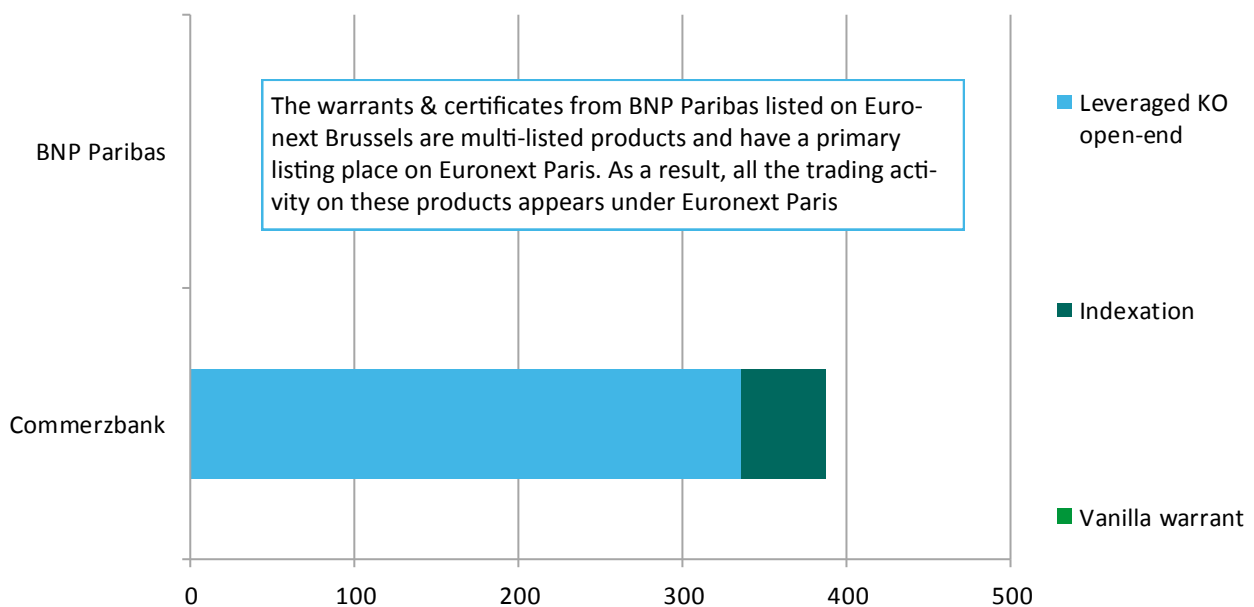 The warrants & certificates from BNP Paribas listed on Euro-
next Brussels are multi-listed products and have a primary
listing place on Euronext Paris. As a result, all the trading acti-
vity on these products appears under Euronext Paris
BNP Paribas
Commerzbank
0 100 200 300 400 500
Leveraged KO
open-end
Indexation
Vanilla warrant